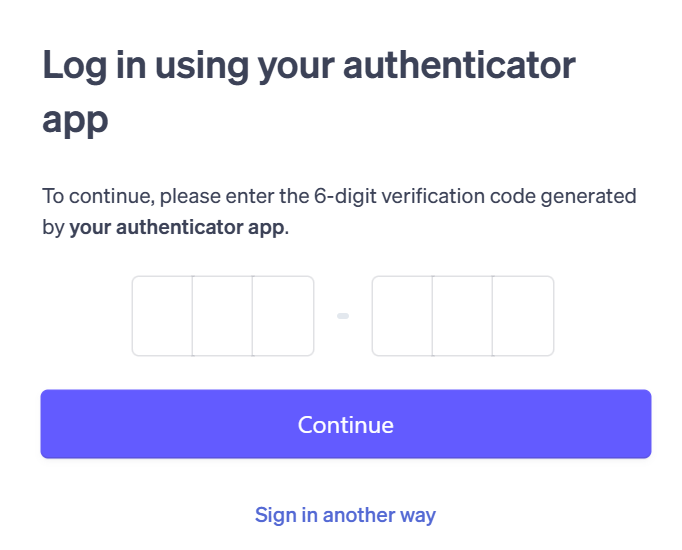 Log in using your authenticator
app
To continue, please enter the 6-digit verification code generated
by your authenticator app.
-
Continue
Sign in another way